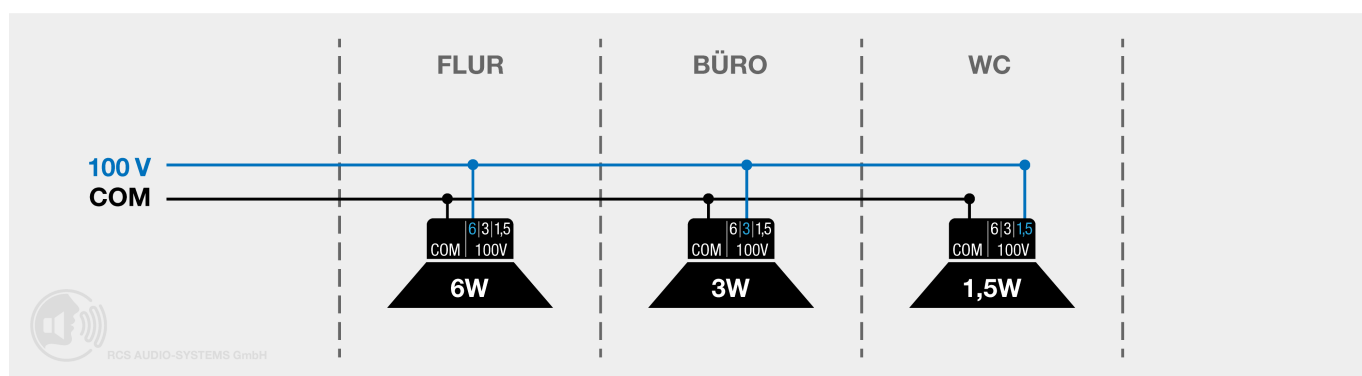 FLUR BÜRO WC
100 V
COM
6|3|1,5 6|3|1,5 6|3|1,5
COM 100V COM 100V COM 100V
6W 3W 1,5W
RCS AUDIO-SYSTEMS GmbH